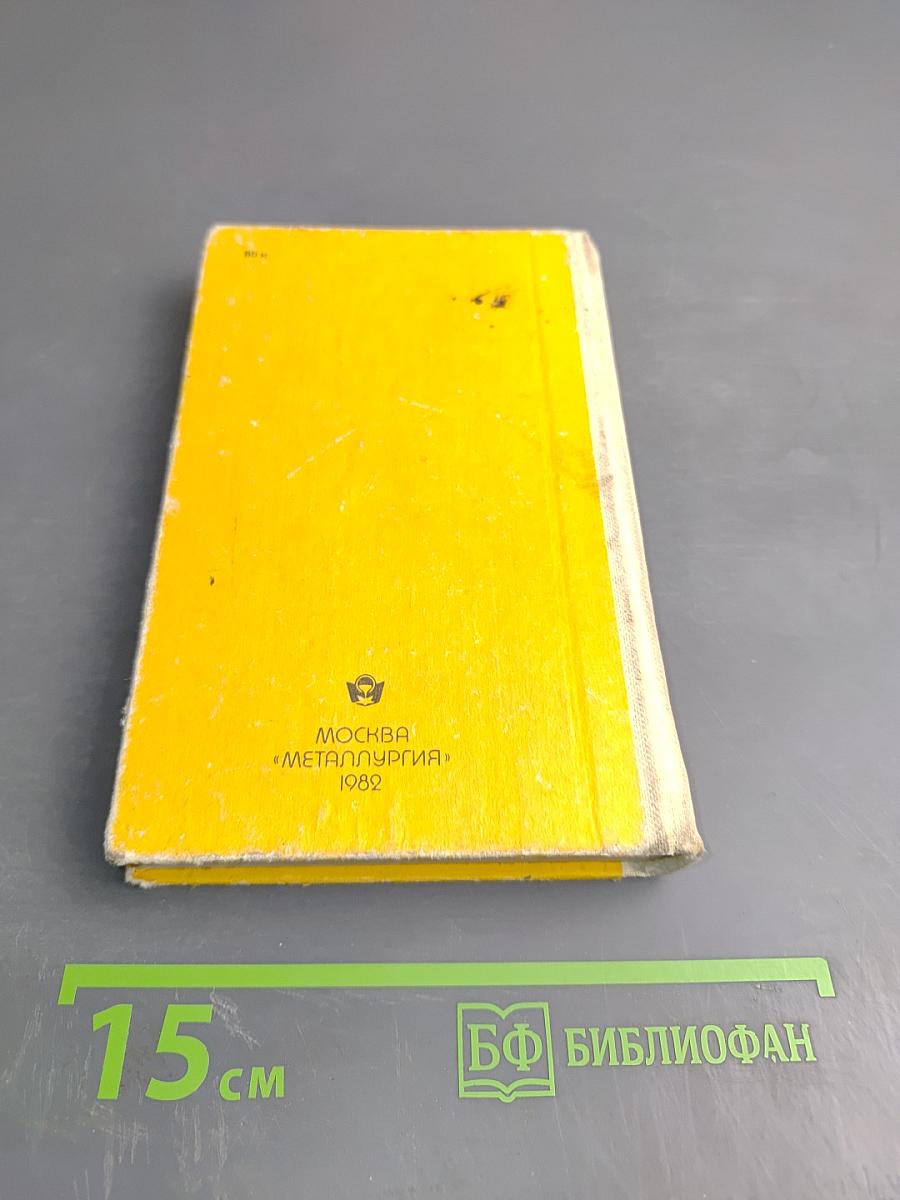 МОСКВА
«МЕТАЛЛУРГИЯ»
1982
15 см
БФ БИБЛИОФАН